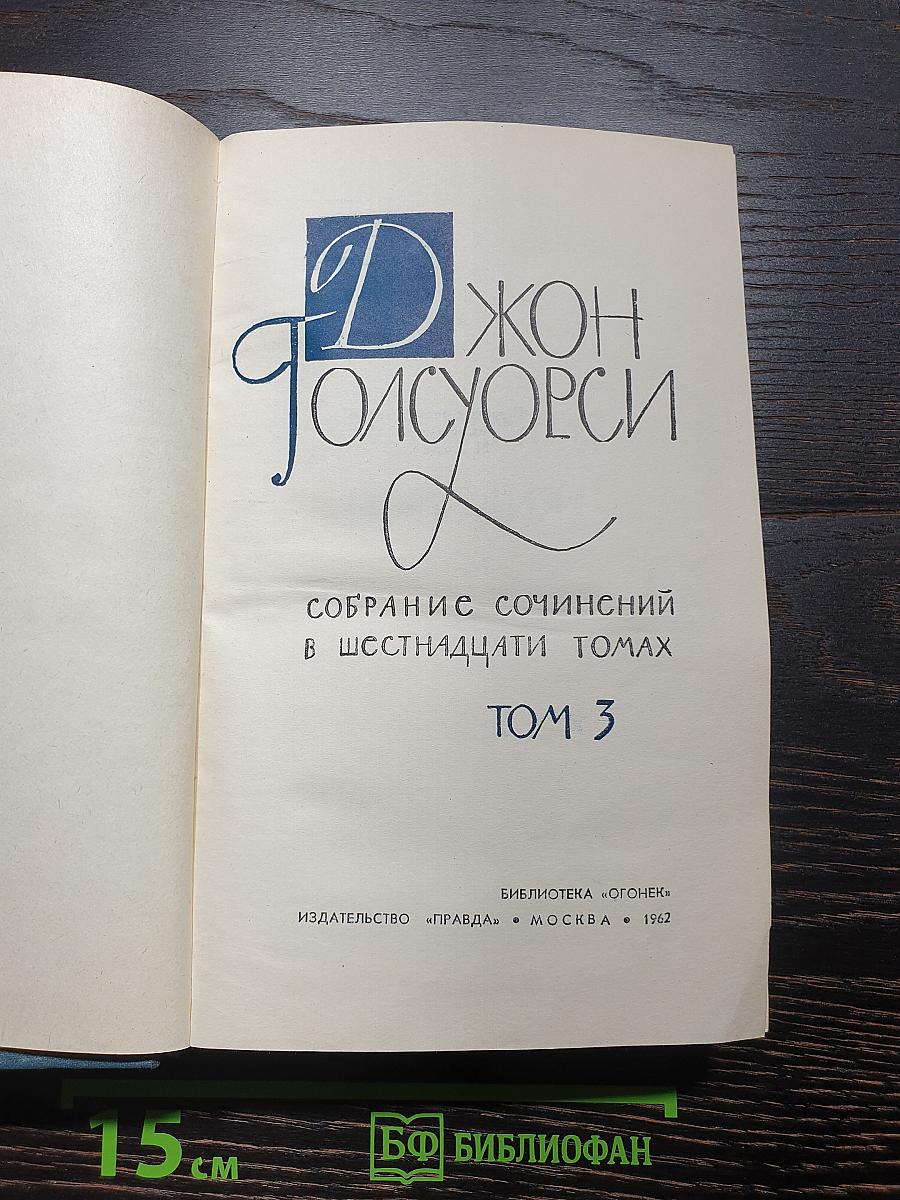 ДЖОН
ГОЛСУОРСИ
СОБРАНИЕ СОЧИНЕНИЙ
В ШЕСТНАДЦАТИ ТОМАХ
ТОМ 3
БИБЛИОТЕКА «ОГОНЕК»
ИЗДАТЕЛЬСТВО «ПРАВДА» • МОСКВА • 1962
15 см
БФ БИБЛИОФАН